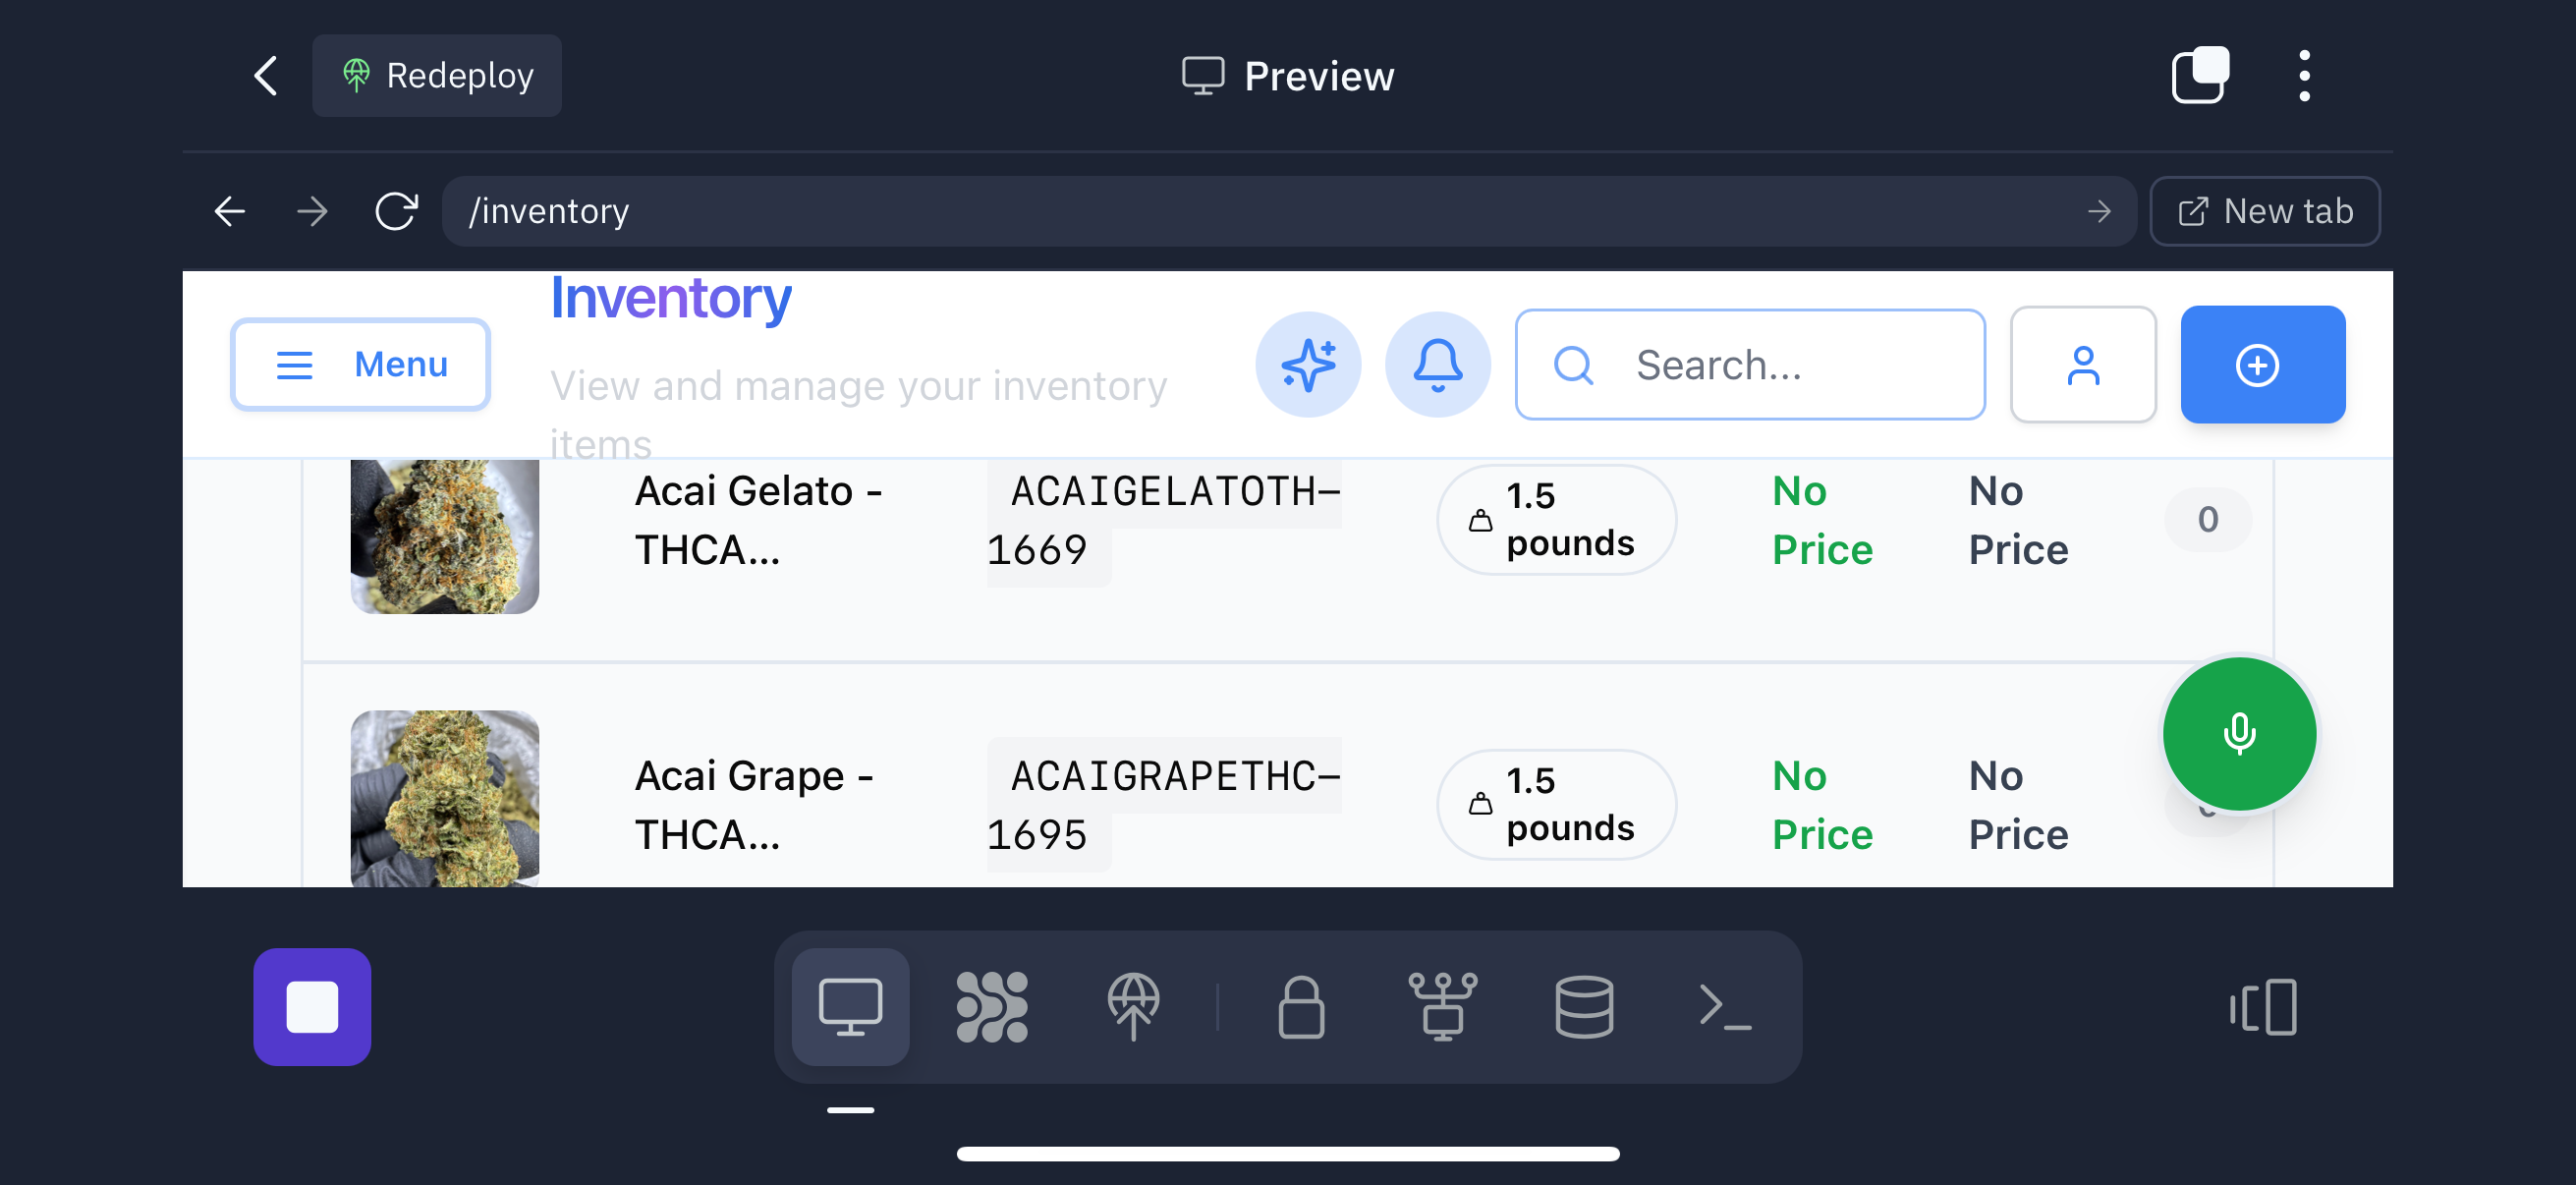 Redeploy
Preview
/inventory
New tab
Menu
Inventory
View and manage your inventory
items
Search...
Acai Gelato -
THCA...
ACAIGELATOTH–
1669
1.5
pounds
No
Price
No
Price
0
Acai Grape -
THCA...
ACAIGRAPETHC–
1695
1.5
pounds
No
Price
No
Price